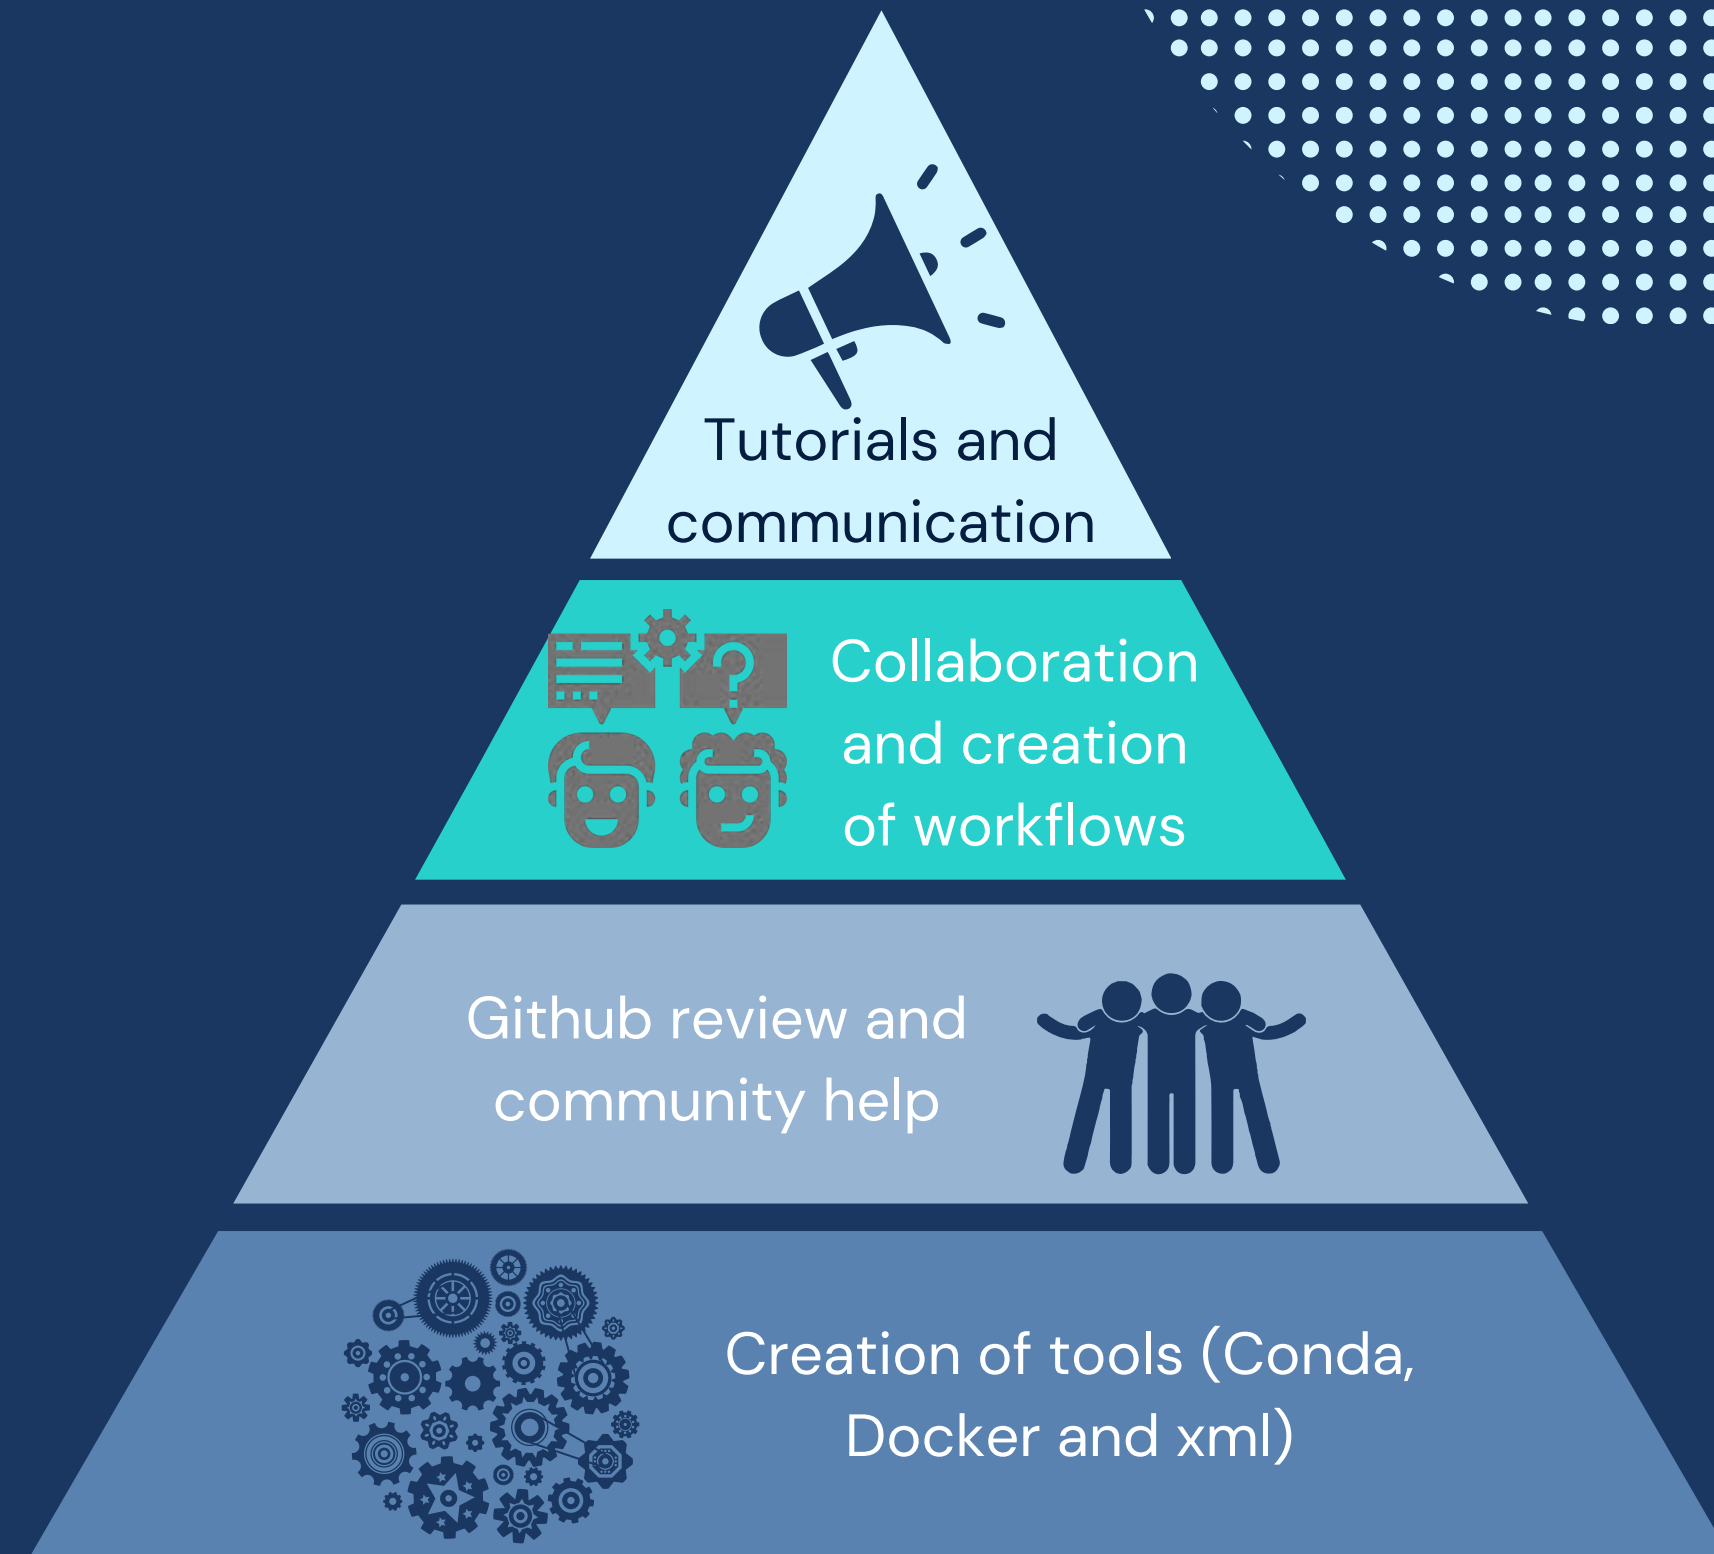 Tutorials and
communication
Collaboration
and creation
of workflows
Github review and
community help
Creation of tools (Conda,
Docker and xml)